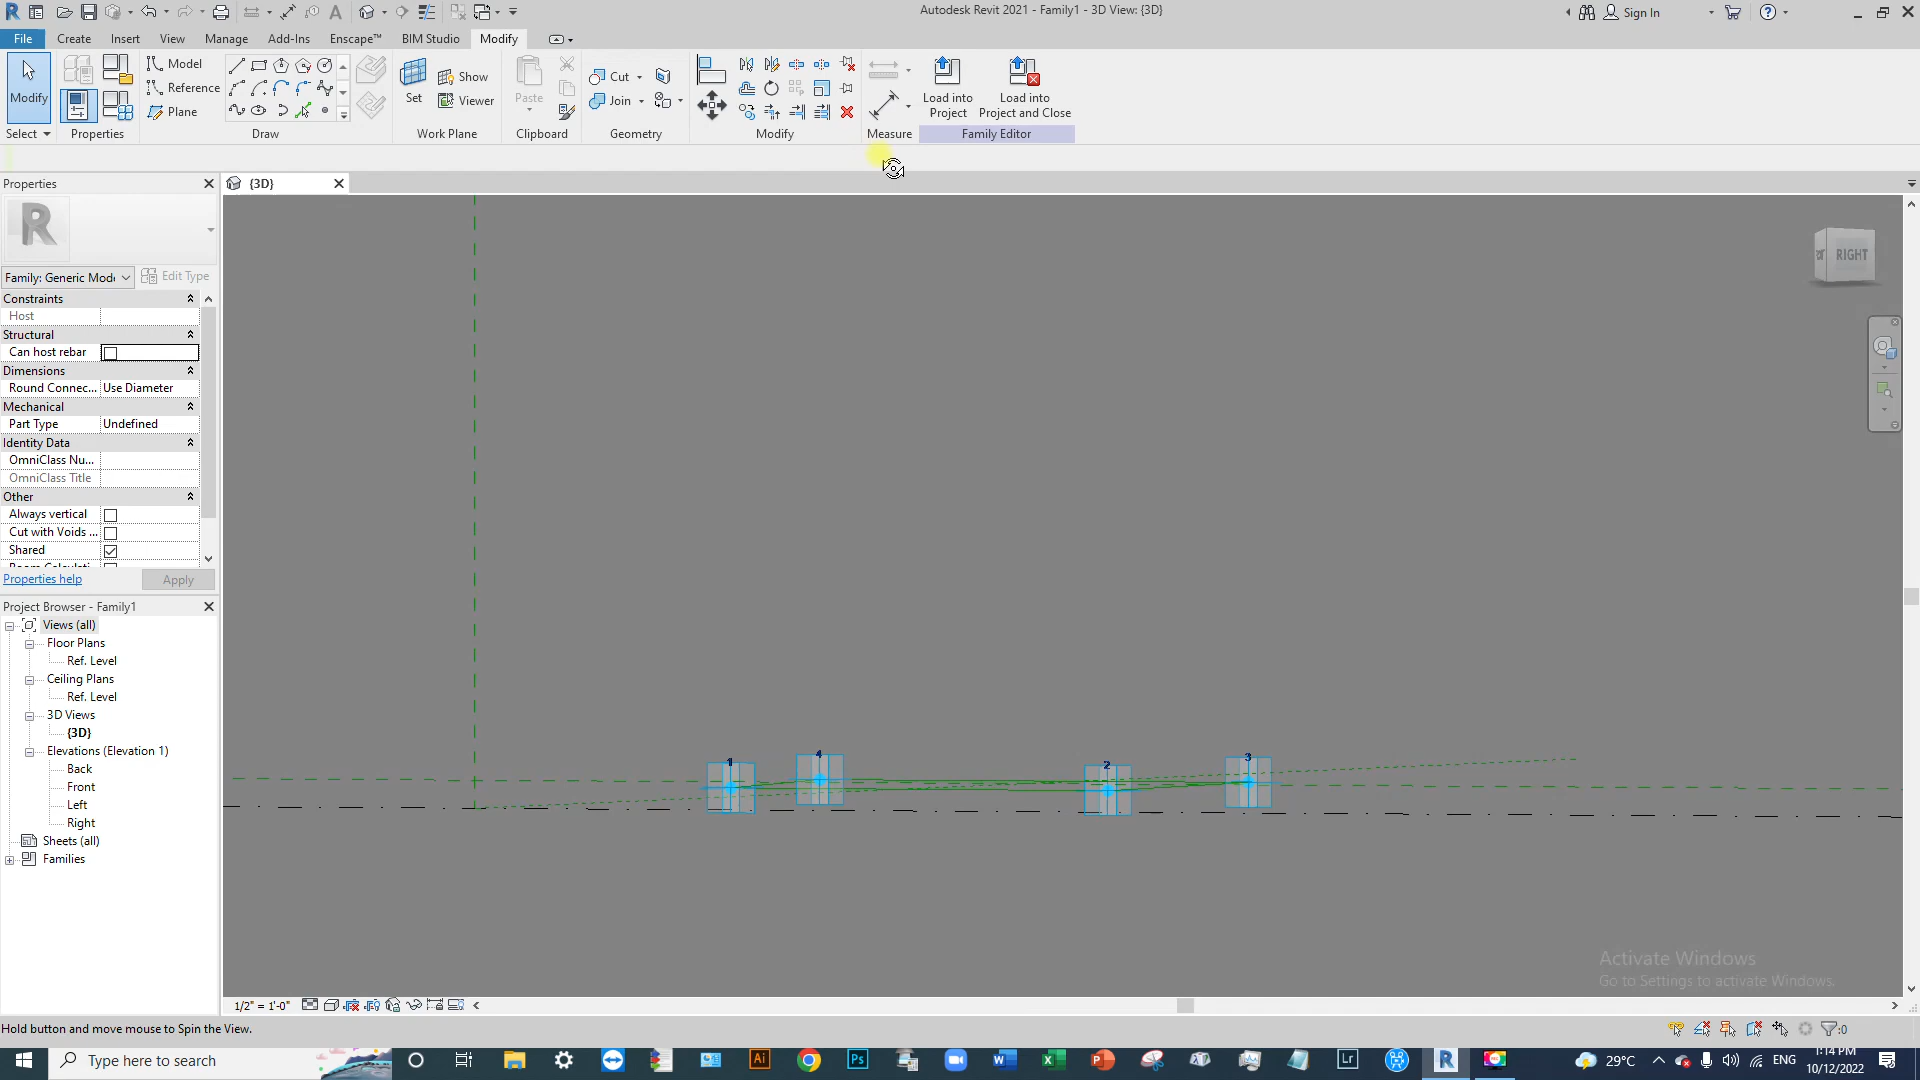 Autodesk Revit 2021 - Family1 - 3D View: {3D}
Sign In
File
Create
Insert
View
Manage
Add-Ins
Enscape™
BIM Studio
Modify
Modify
Select
Properties
Model
Reference
Plane
Draw
Set
Show
Viewer
Work Plane
Paste
Clipboard
Cut
Join
Geometry
Modify
Measure
Load into
Project
Load into
Project and Close
Family Editor
Properties
{3D}
R
Family: Generic Mod
Edit Type
Constraints
Host
Structural
Can host rebar
Dimensions
Round Connec... Use Diameter
Mechanical
Part Type Undefined
Identity Data
OmniClass Nu...
OmniClass Title
Other
Always vertical
Cut with Voids ...
Shared
Properties help
Apply
Project Browser - Family1
Views (all)
Floor Plans
Ref. Level
Ceiling Plans
Ref. Level
3D Views
{3D}
Elevations (Elevation 1)
Back
Front
Left
Right
Sheets (all)
Families
RIGHT
1
4
2
3
Activate Windows
Go to Settings to activate Windows.
1/2" = 1'-0"
Hold button and move mouse to Spin the View.
:0
Type here to search
Ai
Ps
Lr
R
29°C
ENG
1:14 PM
10/12/2022